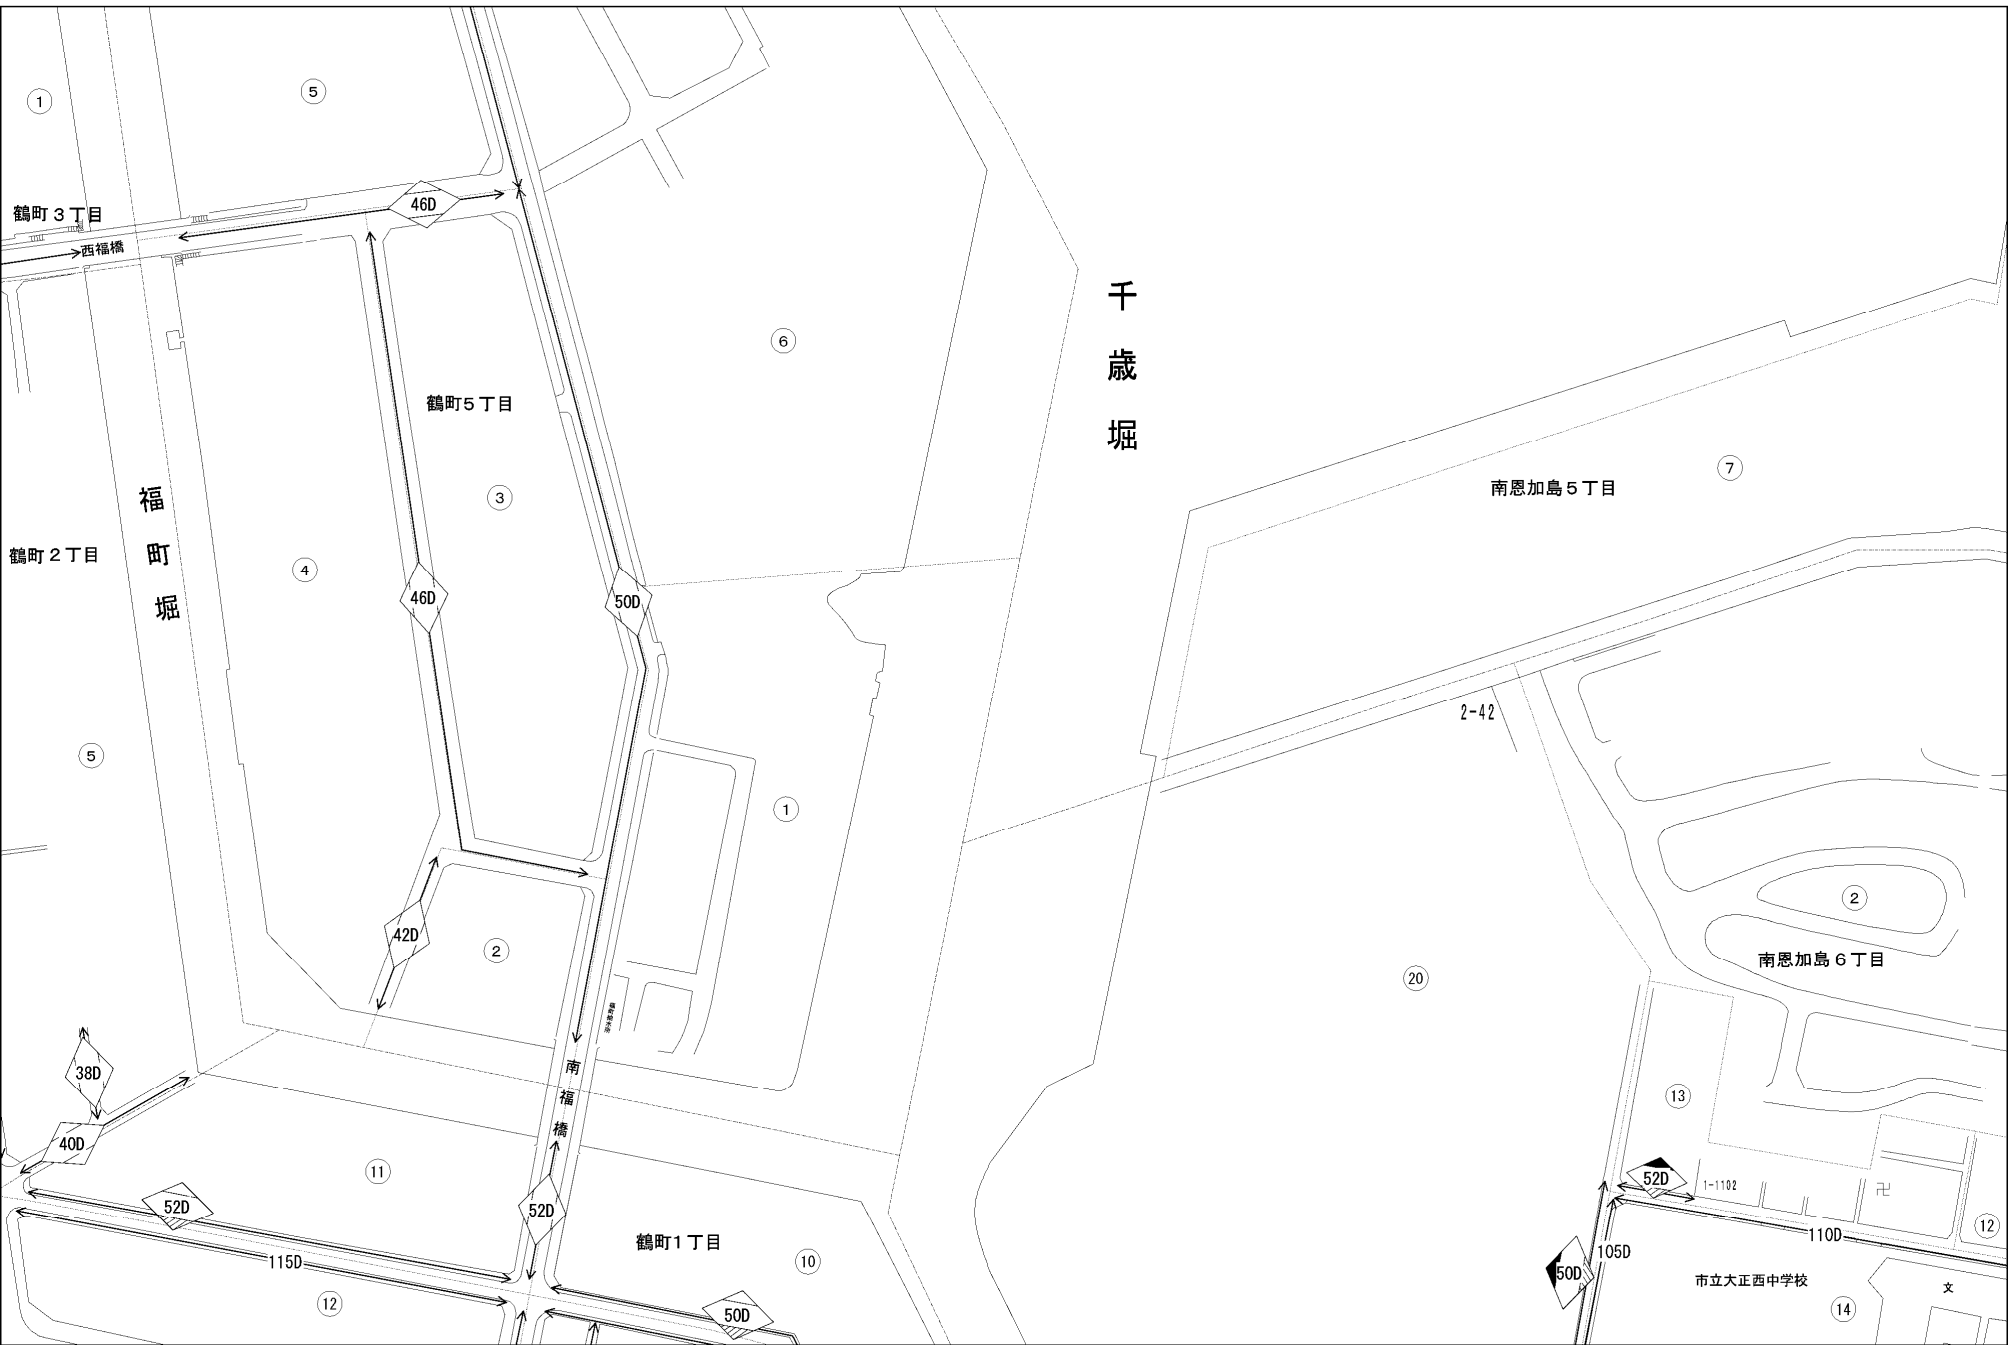 ①
⑤
46D
鶴町３丁目
西福橋
千歳堀
⑥
鶴町５丁目
⑦
南恩加島５丁目
③
福町堀
鶴町２丁目
④
46D
50D
2-42
⑤
①
②
42D
②
南恩加島６丁目
⑳
南福橋
38D
⑬
40D
⑪
52D
52D
52D
1-1102
卍
⑫
鶴町１丁目
110D
105D
115D
⑩
50D
市立大正西中学校
文
⑫
50D
⑭